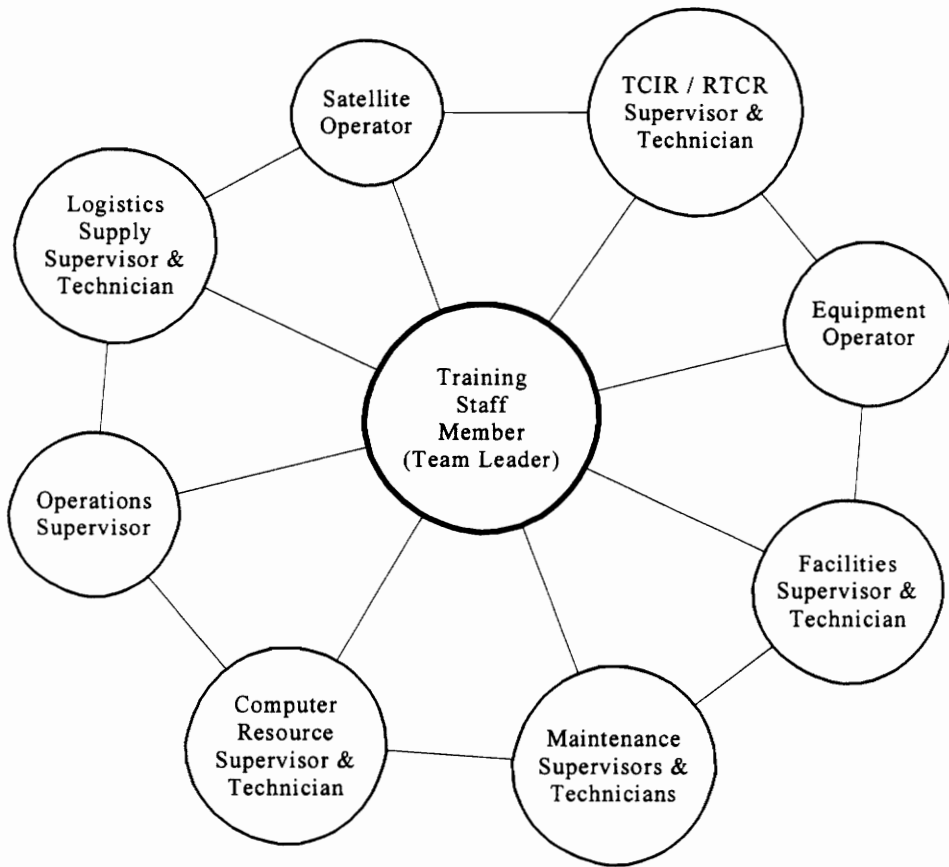 Satellite
Operator
TCIR / RTCR
Supervisor &
Technician
Logistics
Supply
Supervisor &
Technician
Equipment
Operator
Training
Staff
Member
(Team Leader)
Operations
Supervisor
Facilities
Supervisor &
Technician
Computer
Resource
Supervisor &
Technician
Maintenance
Supervisors &
Technicians